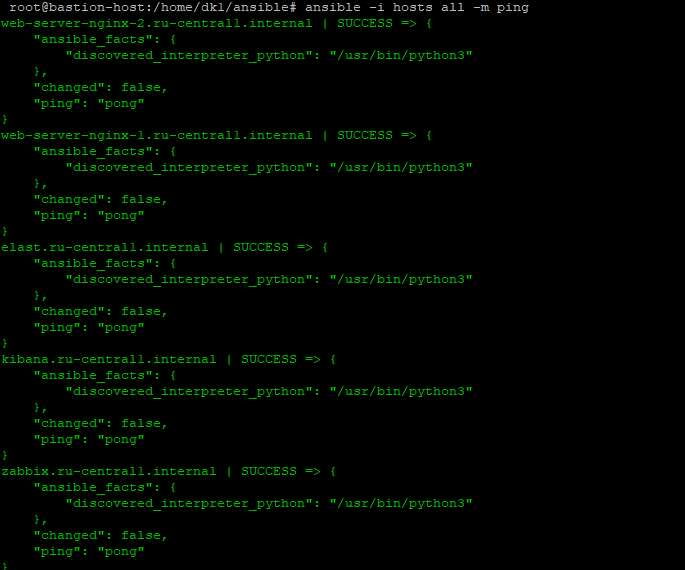 root@bastion-host:/home/dk1/ansible# ansible -i hosts all -m ping
web-server-nginx-2.ru-central1.internal | SUCCESS => {
    "ansible_facts": {
        "discovered_interpreter_python": "/usr/bin/python3"
    },
    "changed": false,
    "ping": "pong"
}
web-server-nginx-1.ru-central1.internal | SUCCESS => {
    "ansible_facts": {
        "discovered_interpreter_python": "/usr/bin/python3"
    },
    "changed": false,
    "ping": "pong"
}
elast.ru-central1.internal | SUCCESS => {
    "ansible_facts": {
        "discovered_interpreter_python": "/usr/bin/python3"
    },
    "changed": false,
    "ping": "pong"
}
kibana.ru-central1.internal | SUCCESS => {
    "ansible_facts": {
        "discovered_interpreter_python": "/usr/bin/python3"
    },
    "changed": false,
    "ping": "pong"
}
zabbix.ru-central1.internal | SUCCESS => {
    "ansible_facts": {
        "discovered_interpreter_python": "/usr/bin/python3"
    },
    "changed": false,
    "ping": "pong"
}